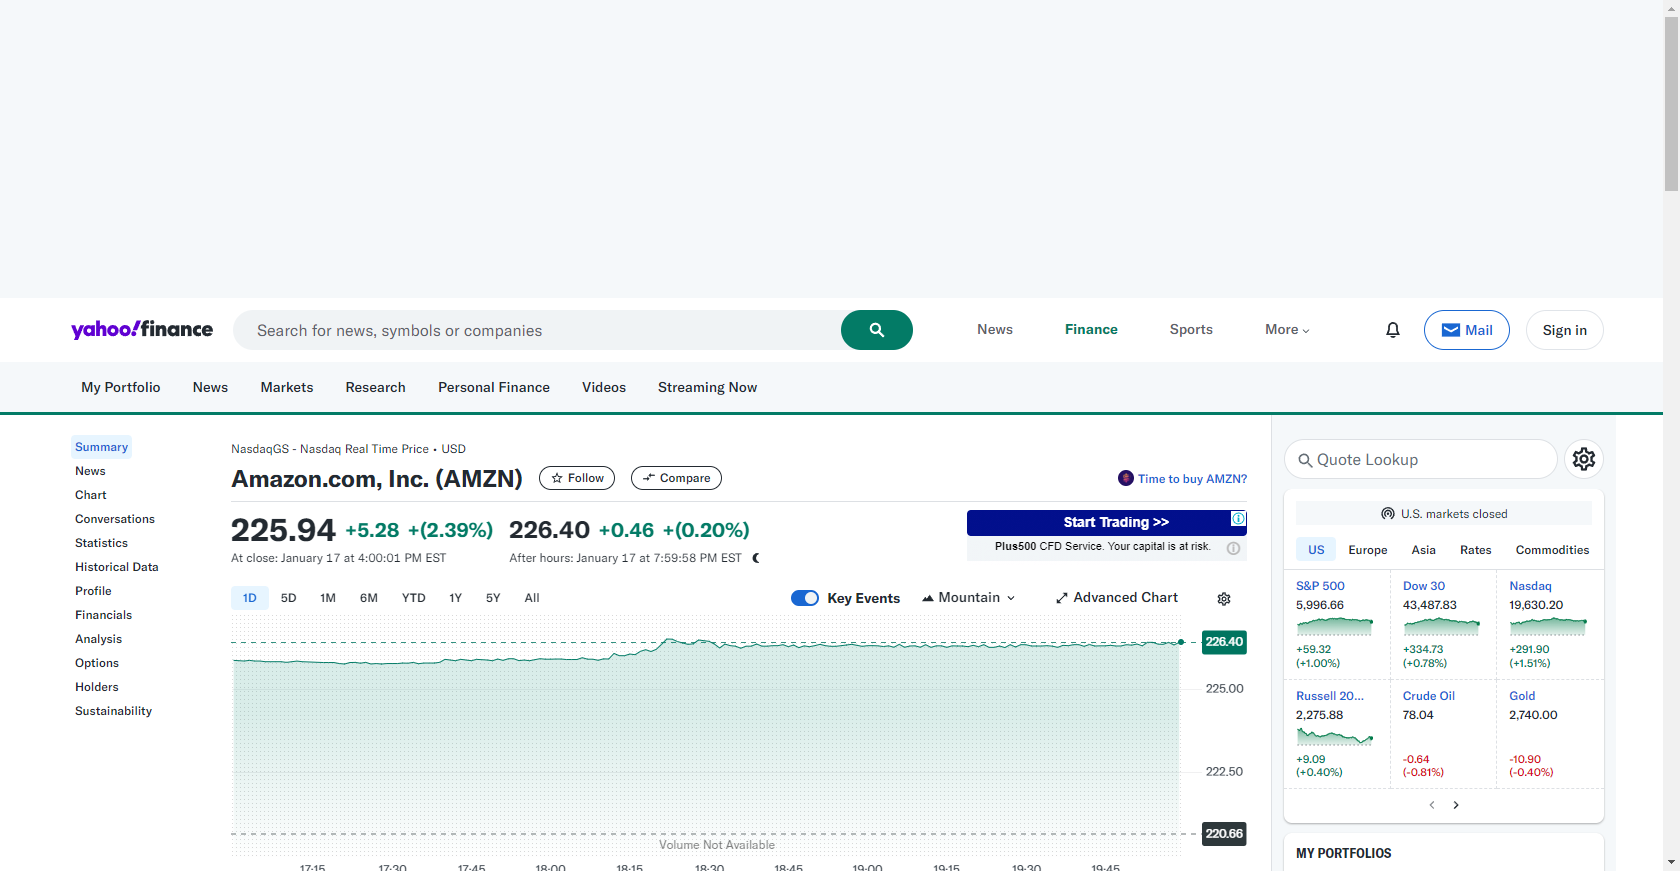 yahoo!finance
Search for news, symbols or companies
News
Finance
Sports
More
Mail
Sign in
My Portfolio
News
Markets
Research
Personal Finance
Videos
Streaming Now
Summary
News
Chart
Conversations
Statistics
Historical Data
Profile
Financials
Analysis
Options
Holders
Sustainability
NasdaqGS - Nasdaq Real Time Price • USD
Amazon.com, Inc. (AMZN)
Follow
Compare
Time to buy AMZN?
225.94 +5.28 +(2.39%)
At close: January 17 at 4:00:01 PM EST
226.40 +0.46 +(0.20%)
After hours: January 17 at 7:59:58 PM EST
Start Trading >>
Plus500 CFD Service. Your capital is at risk.
1D
5D
1M
6M
YTD
1Y
5Y
All
Key Events
Mountain
Advanced Chart
226.40
225.00
222.50
220.66
Volume Not Available
17:15
17:30
17:45
18:00
18:15
18:30
18:45
19:00
19:15
19:30
19:45
Quote Lookup
U.S. markets closed
US
Europe
Asia
Rates
Commodities
S&P 500
5,996.66
+59.32
(+1.00%)
Dow 30
43,487.83
+334.73
(+0.78%)
Nasdaq
19,630.20
+291.90
(+1.51%)
Russell 20...
2,275.88
+9.09
(+0.40%)
Crude Oil
78.04
-0.64
(-0.81%)
Gold
2,740.00
-10.90
(-0.40%)
MY PORTFOLIOS